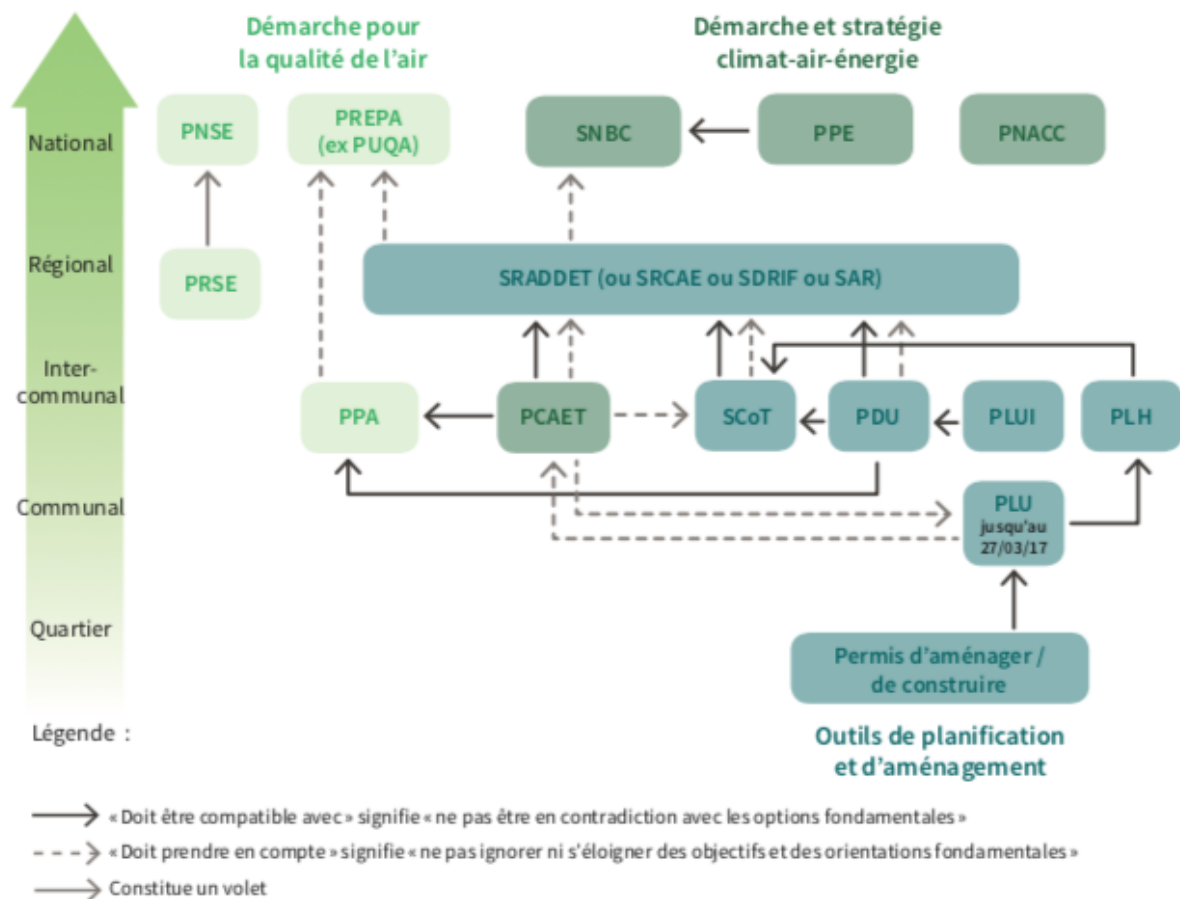 Démarche pour
la qualité de l'air
Démarche et stratégie
climat-air-énergie
National
PNSE
PREPA
(ex PUQA)
SNBC
PPE
PNACC
Régional
PRSE
SRADDET (ou SRCAE ou SDRIF ou SAR)
Inter-
communal
PPA
PCAET
SCoT
PDU
PLUI
PLH
Communal
PLU
jusqu'au
27/03/17
Quartier
Permis d'aménager /
de construire
Légende :
Outils de planification
et d'aménagement
« Doit être compatible avec » signifie « ne pas être en contradiction avec les options fondamentales »
« Doit prendre en compte » signifie « ne pas ignorer ni s'éloigner des objectifs et des orientations fondamentales »
Constitue un volet